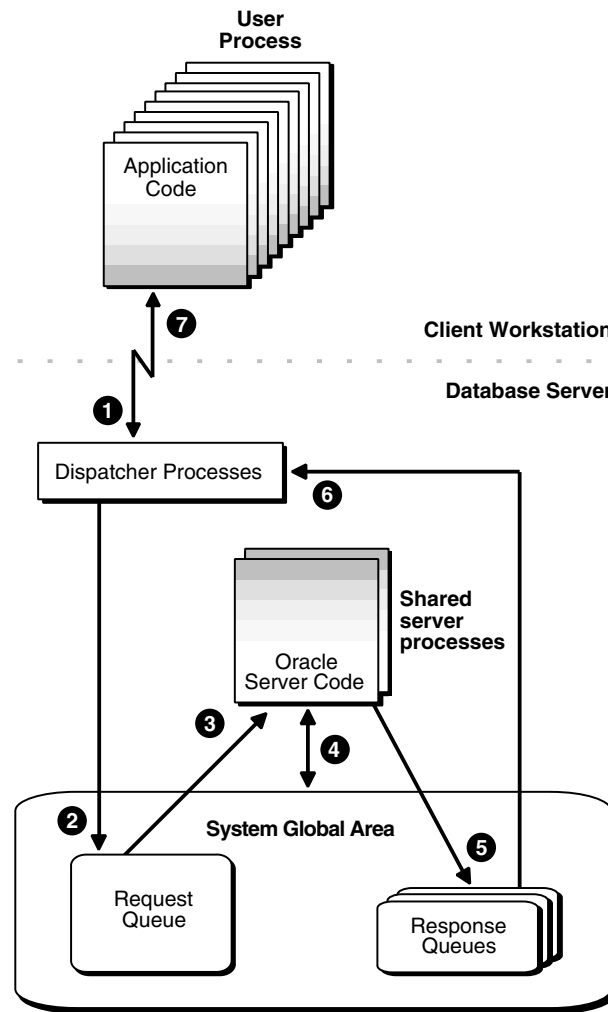 User
Process
Application
Code
7
Client Workstation
Database Server
1
Dispatcher Processes
6
Shared
server
processes
Oracle
Server Code
3
4
2
System Global Area
5
Request
Queue
Response
Queues